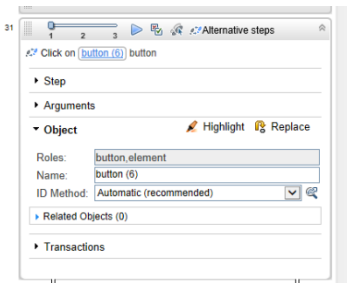 31
1 2 3 Alternative steps
Click on button (6) button
Step
Arguments
Object Highlight Replace
Roles: button,element
Name: button (6)
ID Method: Automatic (recommended)
Related Objects (0)
Transactions